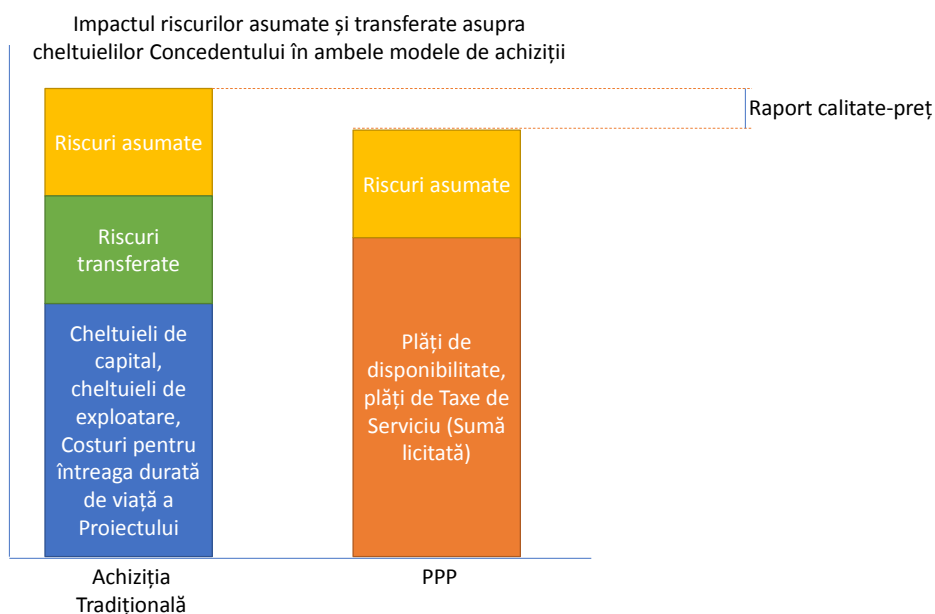 Impactul riscurilor asumate și transferate asupra
cheltuielilor Concedentului în ambele modele de achiziții
Raport calitate-preț
Riscuri asumate
Riscuri
transferate
Cheltuieli de
capital,
cheltuieli de
exploatare,
Costuri pentru
întreaga durată
de viață a
Proiectului
Riscuri asumate
Plăți de
disponibilitate,
plăți de Taxe de
Serviciu (Sumă
licitată)
Achiziția
Tradițională
PPP